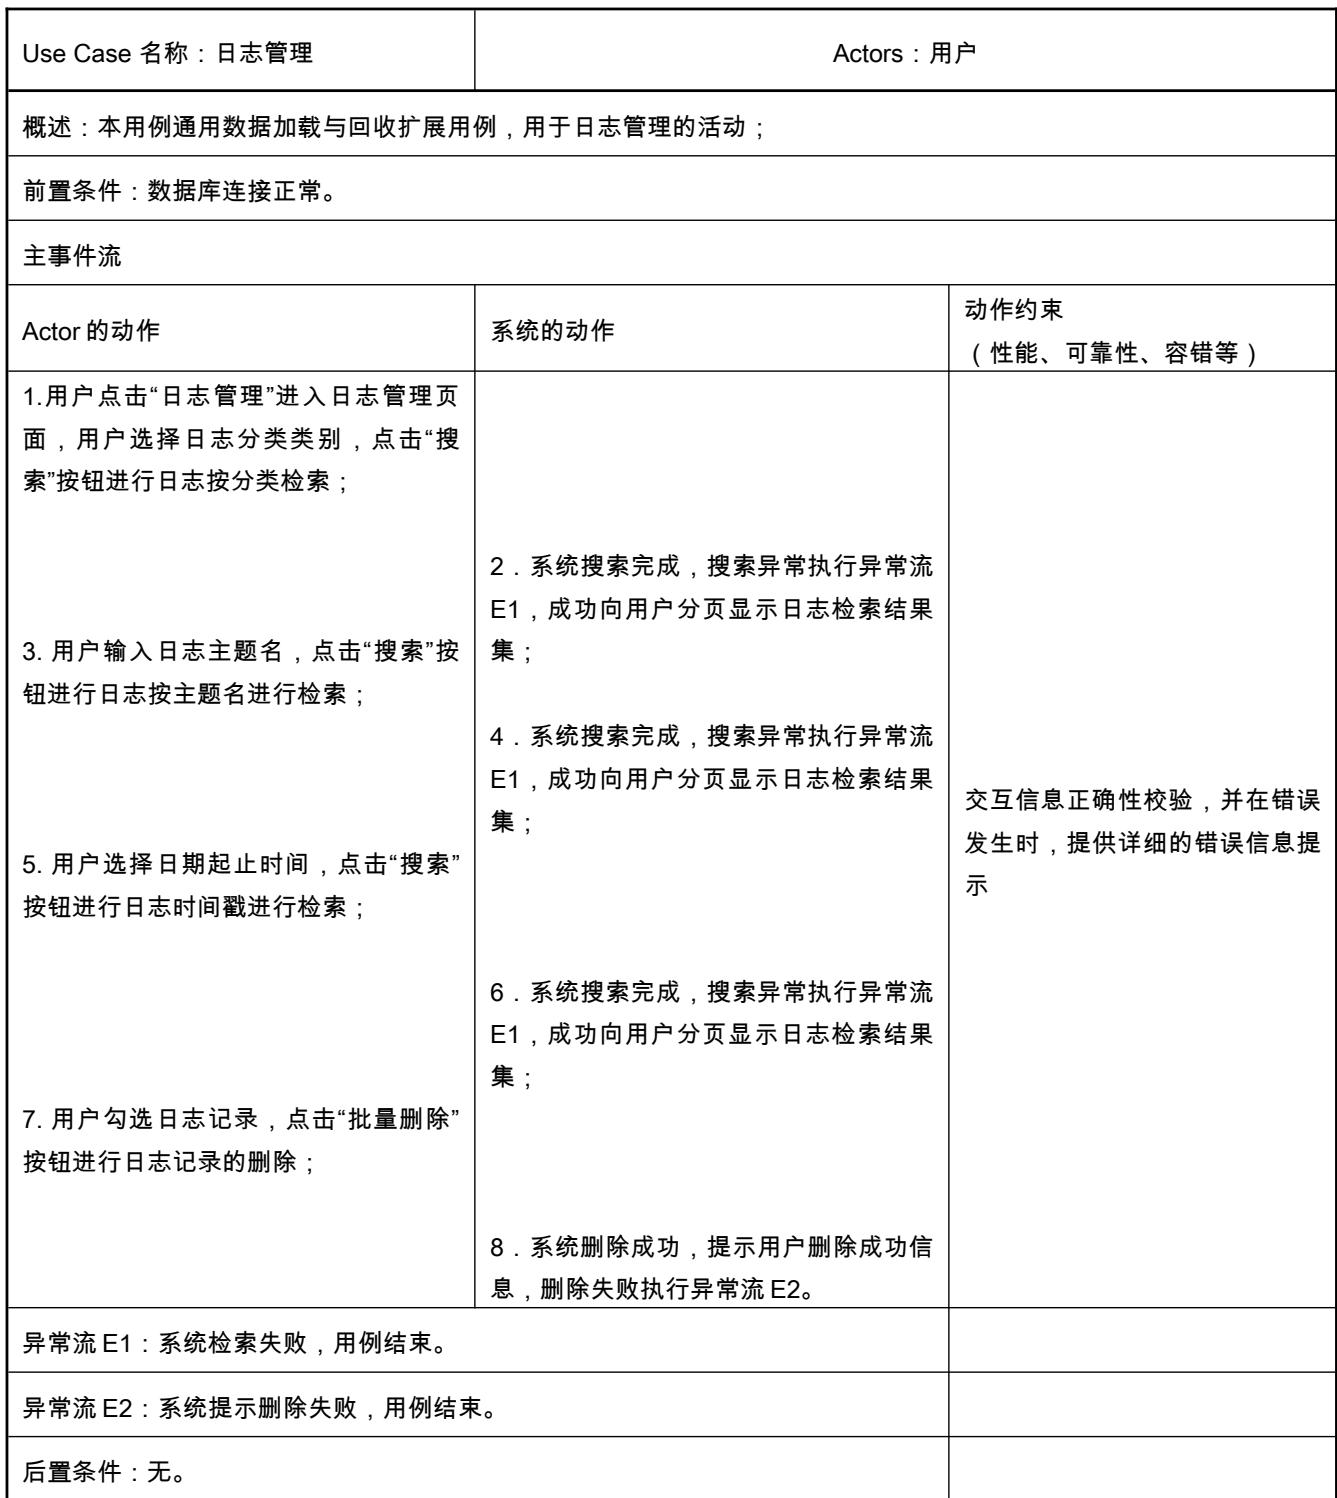 Use Case 名称：日志管理
Actors：用户
概述：本用例通用数据加载与回收扩展用例，用于日志管理的活动；
前置条件：数据库连接正常。
主事件流
Actor 的动作
系统的动作
动作约束
（性能、可靠性、容错等）
1.用户点击“日志管理”进入日志管理页
面，用户选择日志分类类别，点击“搜
索”按钮进行日志按分类检索；
2．系统搜索完成，搜索异常执行异常流
E1，成功向用户分页显示日志检索结果
集；
3. 用户输入日志主题名，点击“搜索”按
钮进行日志按主题名进行检索；
4．系统搜索完成，搜索异常执行异常流
E1，成功向用户分页显示日志检索结果
集；
5. 用户选择日期起止时间，点击“搜索”
按钮进行日志时间戳进行检索；
6．系统搜索完成，搜索异常执行异常流
E1，成功向用户分页显示日志检索结果
集；
7. 用户勾选日志记录，点击“批量删除”
按钮进行日志记录的删除；
8．系统删除成功，提示用户删除成功信
息，删除失败执行异常流 E2。
交互信息正确性校验，并在错误
发生时，提供详细的错误信息提
示
异常流 E1：系统检索失败，用例结束。
异常流 E2：系统提示删除失败，用例结束。
后置条件：无。